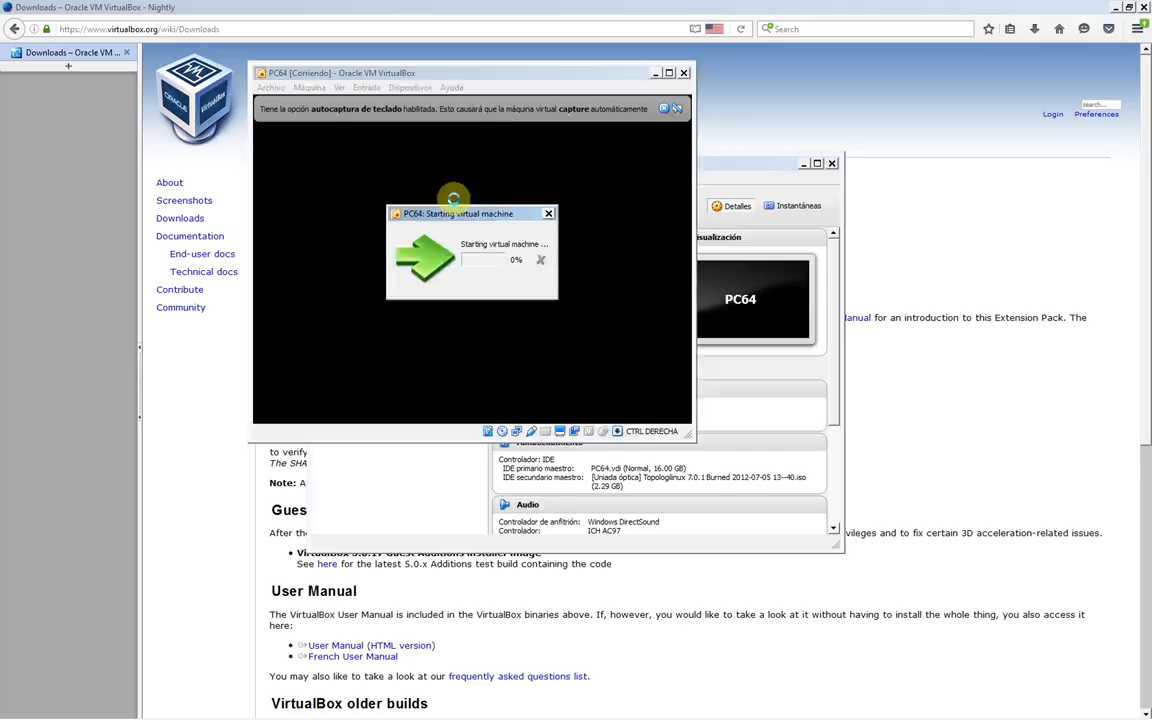 Downloads – Oracle VM VirtualBox - Nightly
https://www.virtualbox.org/wiki/Downloads
Search
Downloads – Oracle VM ...
VirtualBox
search...
Login Preferences
About
Screenshots
Downloads
Documentation
End-user docs
Technical docs
Contribute
Community
PC64 [Corriendo] - Oracle VM VirtualBox
Archivo Máquina Ver Entrada Dispositivos Ayuda
Tiene la opción autocaptura de teclado habilitada. Esto causará que la máquina virtual capture automáticamente
PC64: Starting virtual machine
Starting virtual machine ...
0%
CTRL DERECHA
Detalles Instantáneas
PC64
Manual for an introduction to this Extension Pack. The
Controlador: IDE
IDE primario maestro: PC64.vdi (Normal, 16.00 GB)
IDE secundario maestro: [Uniada óptica] Topologilinux 7.0.1 Burned 2012-07-05 13--40.iso
(2.29 GB)
Audio
Controlador de anfitrión: Windows DirectSound
Controlador: ICH AC97
to verify
The SHA
Note: A
Gues
After the
vileges and to fix certain 3D acceleration-related issues.
See here for the latest 5.0.x Additions test build containing the code
User Manual
The VirtualBox User Manual is included in the VirtualBox binaries above. If, however, you would like to take a look at it without having to install the whole thing, you also access it
here:
User Manual (HTML version)
French User Manual
You may also like to take a look at our frequently asked questions list.
VirtualBox older builds